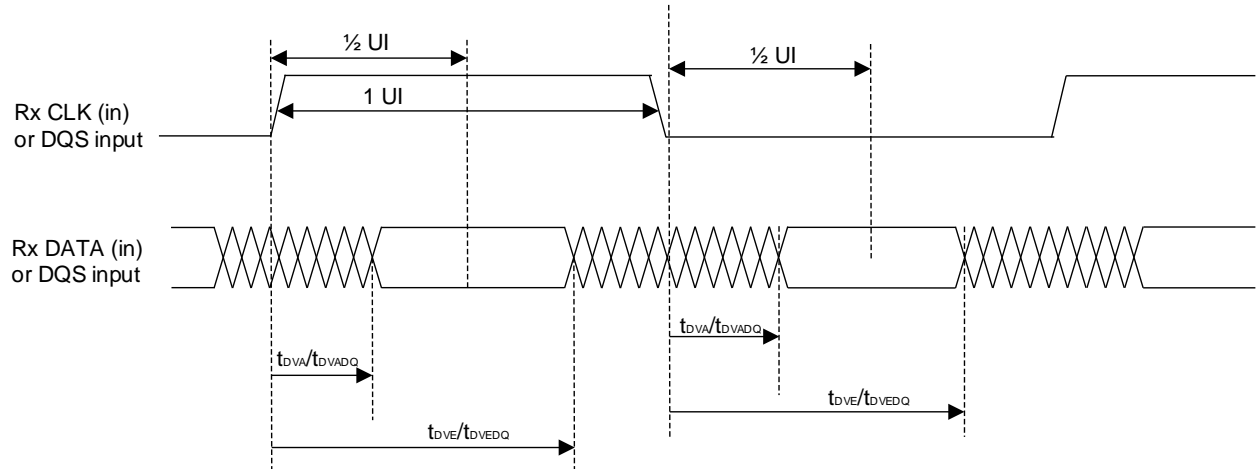 ½ UI
½ UI
1 UI
Rx CLK (in)
or DQS input
Rx DATA (in)
or DQS input
tDVA/tDVADQ
tDVA/tDVADQ
tDVE/tDVEDQ
tDVE/tDVEDQ